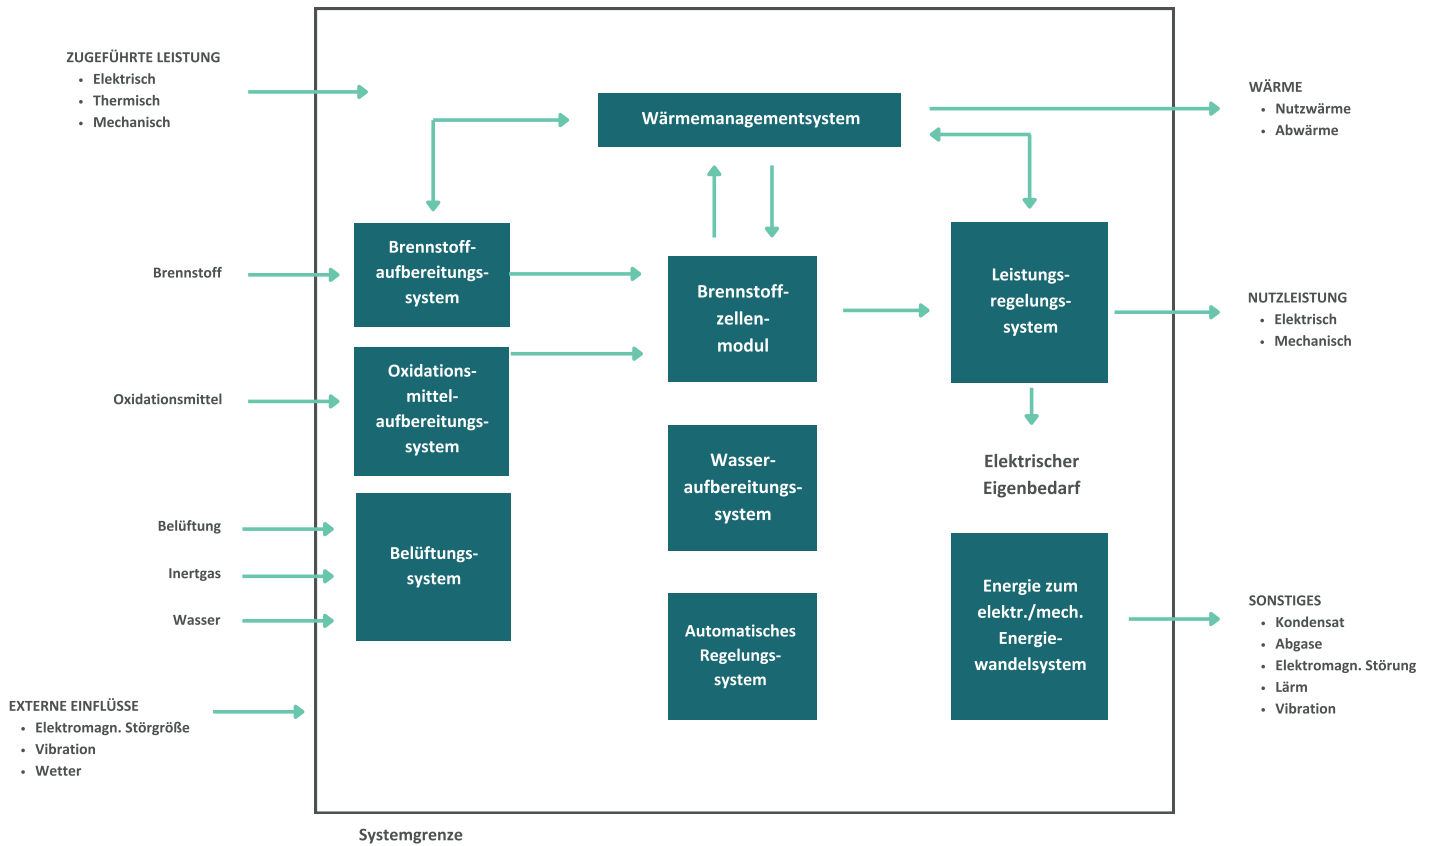 ZUGEFÜHRTE LEISTUNG
• Elektrisch
• Thermisch
• Mechanisch
Wärmemanagementsystem
WÄRME
• Nutzwärme
• Abwärme
Brennstoff
Brennstoff-
aufbereitungs-
system
Brennstoff-
zellen-
modul
Leistungs-
regelungs-
system
NUTZLEISTUNG
• Elektrisch
• Mechanisch
Oxidationsmittel
Oxidations-
mittel-
aufbereitungs-
system
Wasser-
aufbereitungs-
system
Elektrischer
Eigenbedarf
Belüftung
Inertgas
Wasser
Belüftungs-
system
Automatisches
Regelungs-
system
Energie zum
elektr./mech.
Energie-
wandelsystem
SONSTIGES
• Kondensat
• Abgase
• Elektromagn. Störung
• Lärm
• Vibration
EXTERNE EINFLÜSSE
• Elektromagn. Störgröße
• Vibration
• Wetter
Systemgrenze